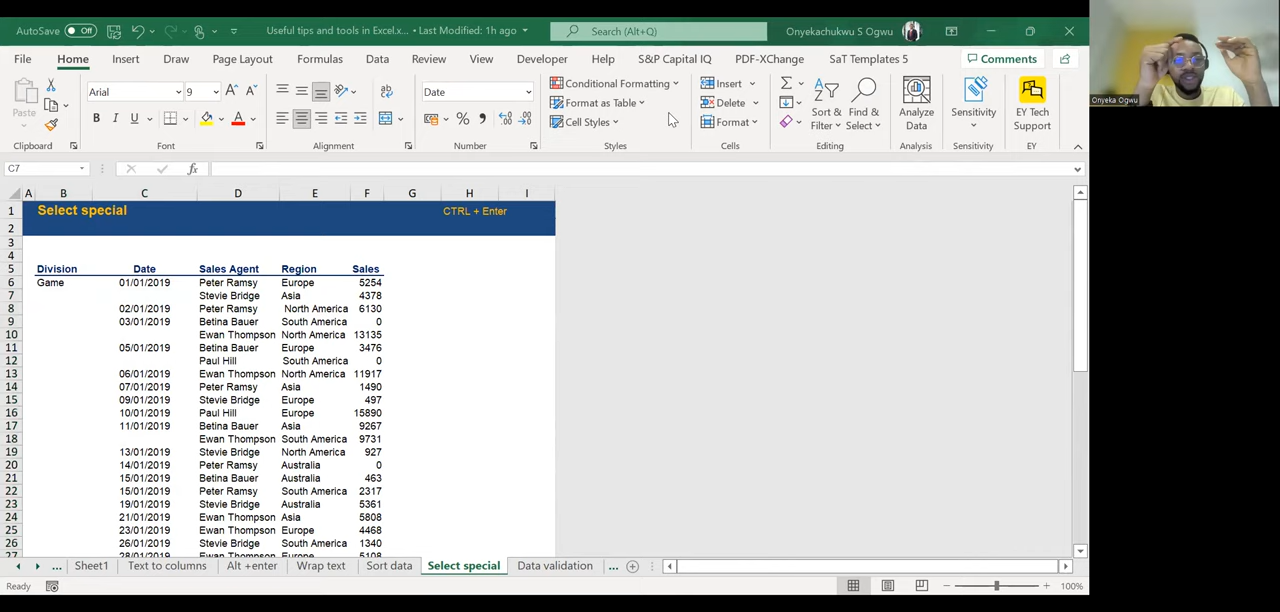 AutoSave Off Useful tips and tools in Excel.x... • Last Modified: 1h ago Search (Alt+Q) Onyekachukwu S Ogwu
File Home Insert Draw Page Layout Formulas Data Review View Developer Help S&P Capital IQ PDF-XChange SaT Templates 5 Comments
Paste Arial 9 A A ab Date Conditional Formatting Format as Table Cell Styles Insert Delete Format Sort & Filter Find & Select Analyze Data Sensitivity EY Tech Support
B I U A % 9
Clipboard Font Alignment Number Styles Cells Editing Analysis Sensitivity EY
Onyeka Ogwu
C7 fx
A B C D E F G H I
1 Select special CTRL + Enter
2
3
4
5 Division Date Sales Agent Region Sales
6 Game 01/01/2019 Peter Ramsy Europe 5254
7 Stevie Bridge Asia 4378
8 02/01/2019 Peter Ramsy North America 6130
9 03/01/2019 Betina Bauer South America 0
10 Ewan Thompson North America 13135
11 05/01/2019 Betina Bauer Europe 3476
12 Paul Hill South America 0
13 06/01/2019 Ewan Thompson North America 11917
14 07/01/2019 Peter Ramsy Asia 1490
15 09/01/2019 Stevie Bridge Europe 497
16 10/01/2019 Paul Hill Europe 15890
17 11/01/2019 Betina Bauer Asia 9267
18 Ewan Thompson South America 9731
19 13/01/2019 Stevie Bridge North America 927
20 14/01/2019 Peter Ramsy Australia 0
21 15/01/2019 Betina Bauer Australia 463
22 15/01/2019 Peter Ramsy South America 2317
23 19/01/2019 Stevie Bridge Australia 5361
24 21/01/2019 Ewan Thompson Asia 5808
25 23/01/2019 Ewan Thompson Europe 4468
26 26/01/2019 Stevie Bridge South America 1340
27 28/01/2019 Ewan Thompson Europe 5108
... Sheet1 Text to columns Alt +enter Wrap text Sort data Select special Data validation ...
Ready 100%